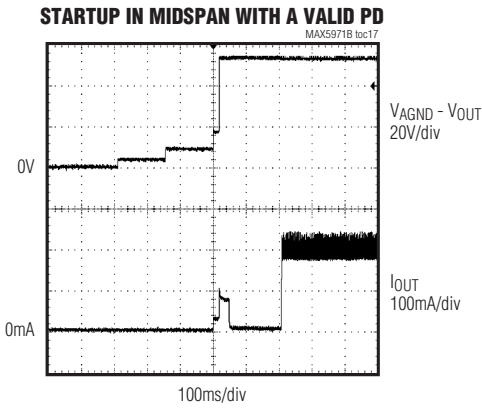 STARTUP IN MIDSPAN WITH A VALID PD
MAX5971B toc17
VAGND - VOUT
20V/div
0V
IOUT
100mA/div
0mA
100ms/div